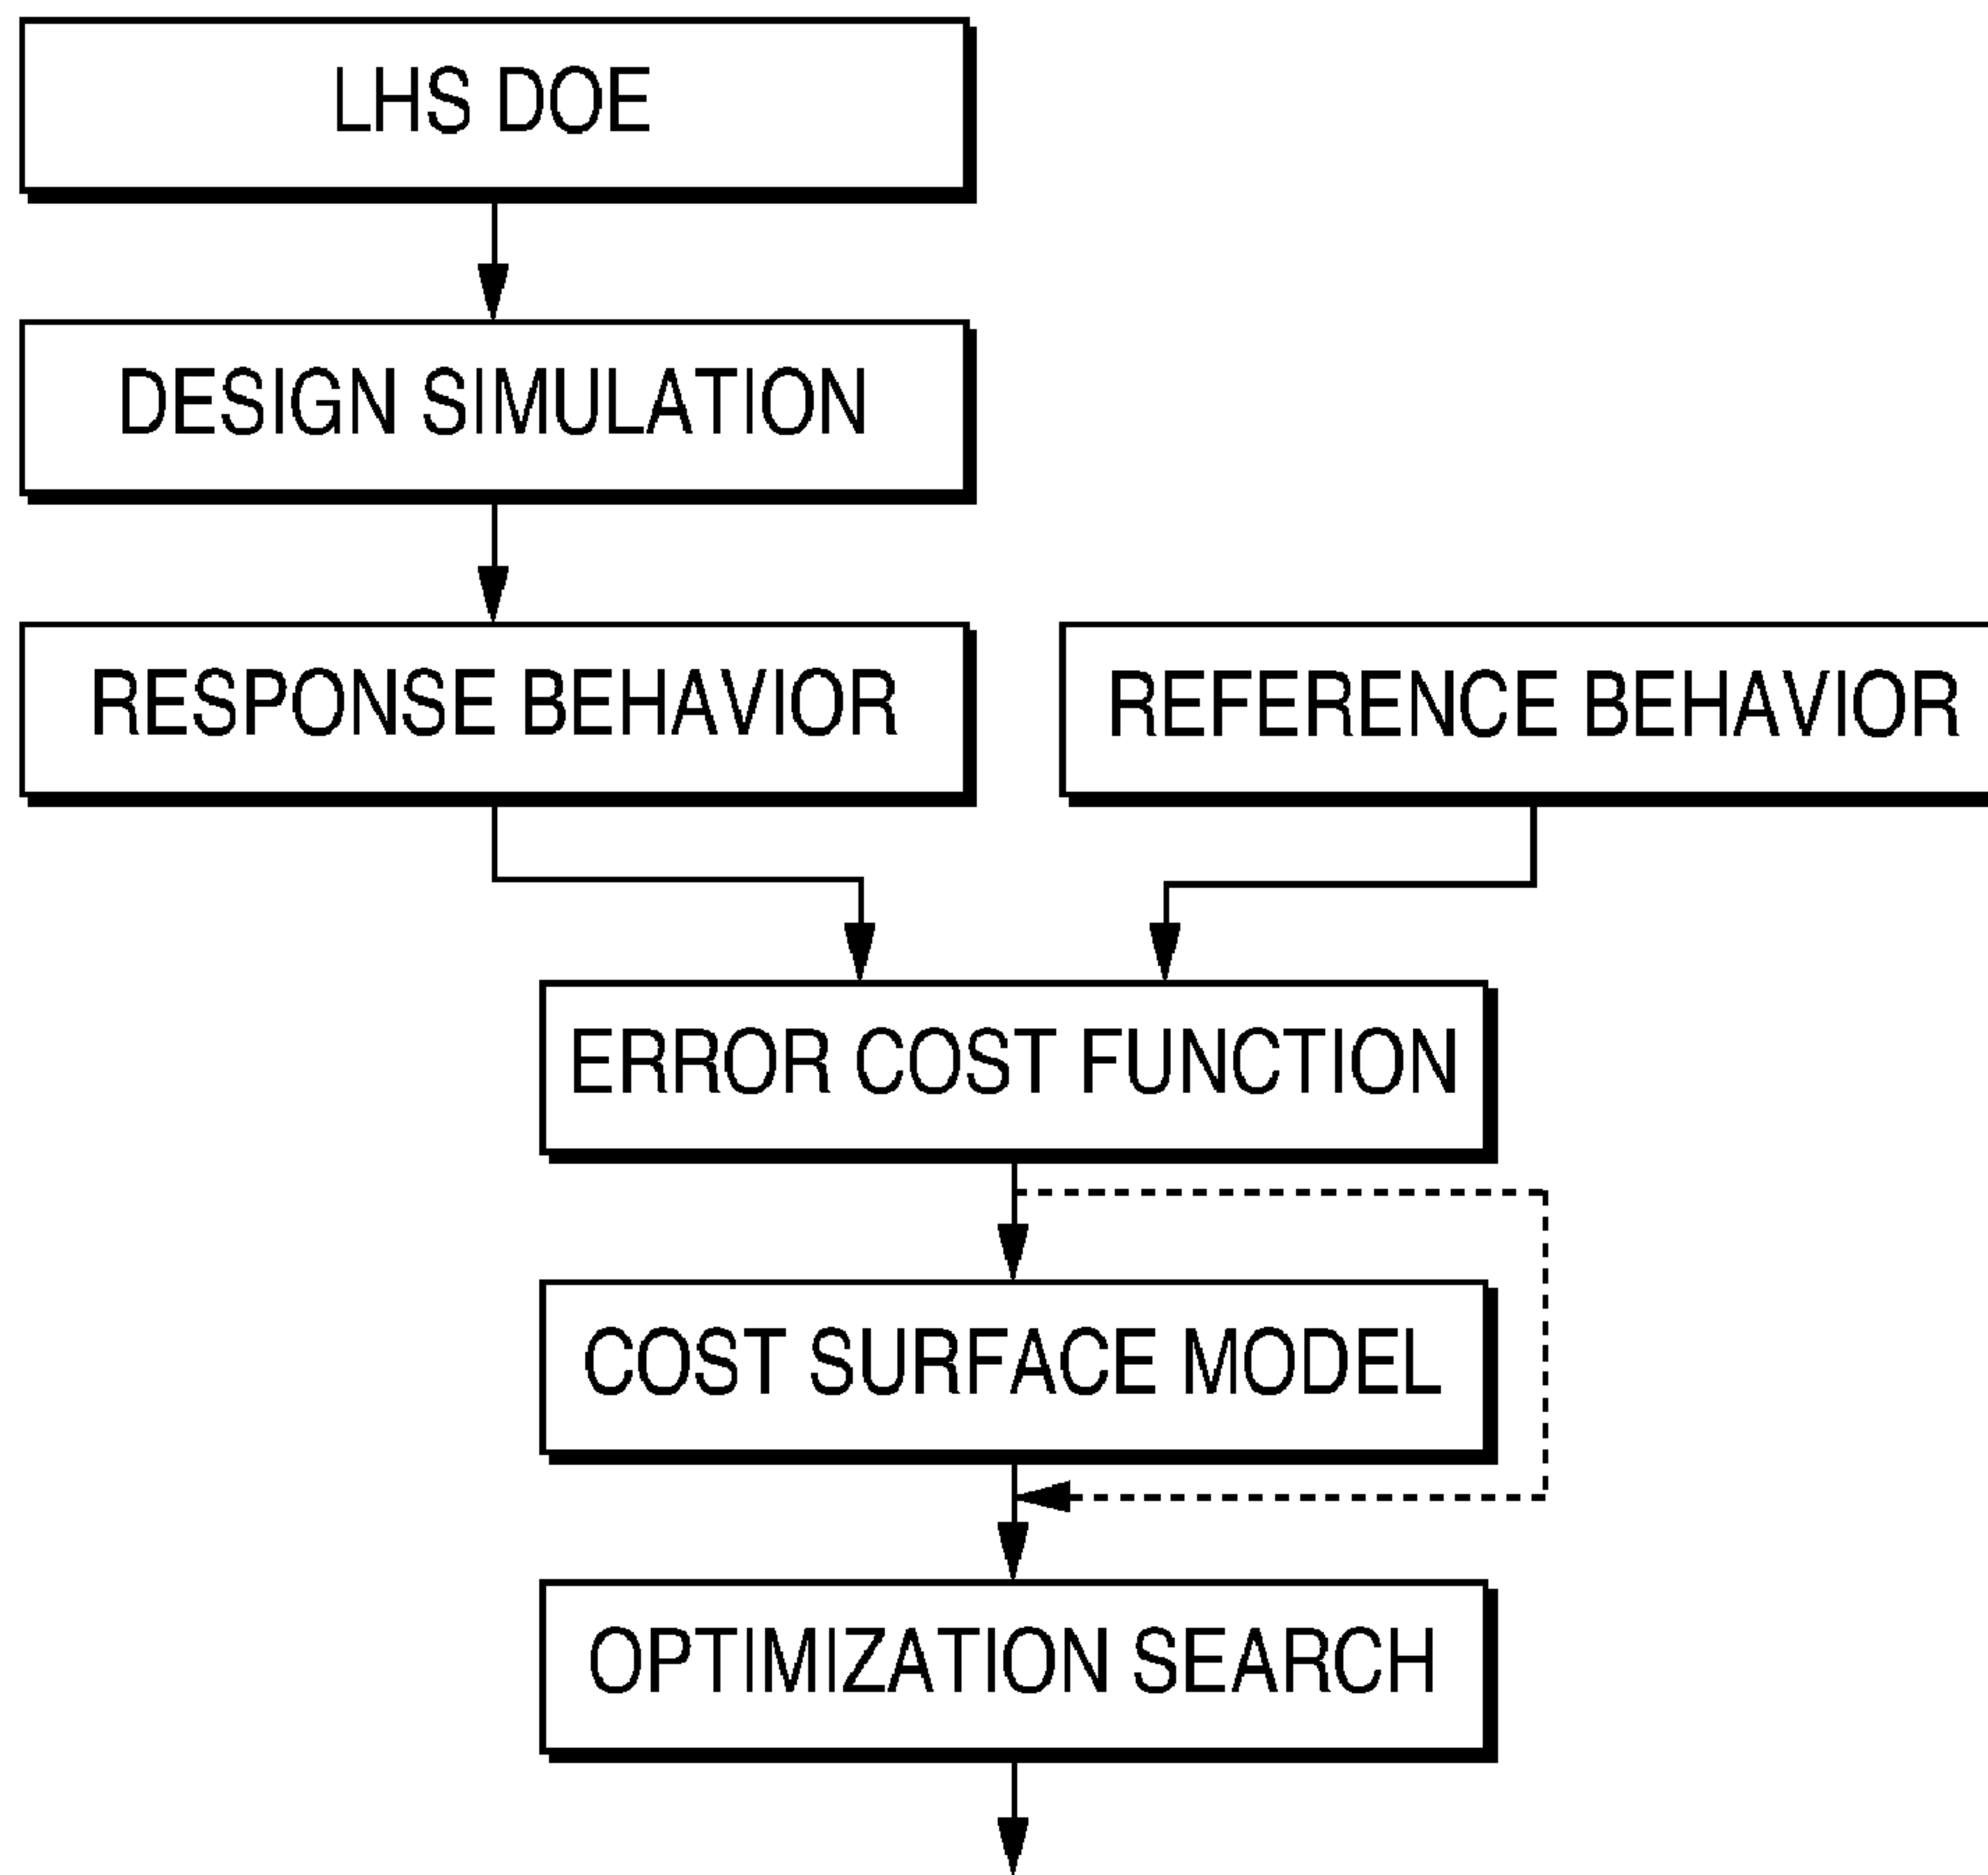 LHS DOE
DESIGN SIMULATION
RESPONSE BEHAVIOR
REFERENCE BEHAVIOR
ERROR COST FUNCTION
COST SURFACE MODEL
OPTIMIZATION SEARCH